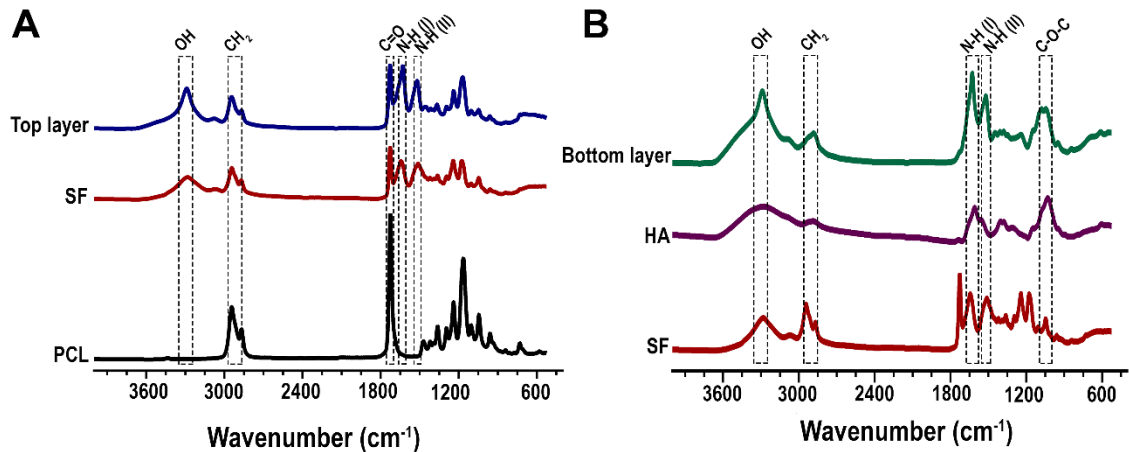 A
OH
CH₂
C=O
N-H (I)
N-H (II)
Top layer
SF
PCL
3600 3000 2400 1800 1200 600
Wavenumber (cm⁻¹)
B
OH
CH₂
N-H (I)
N-H (II)
C-O-C
Bottom layer
HA
SF
3600 3000 2400 1800 1200 600
Wavenumber (cm⁻¹)